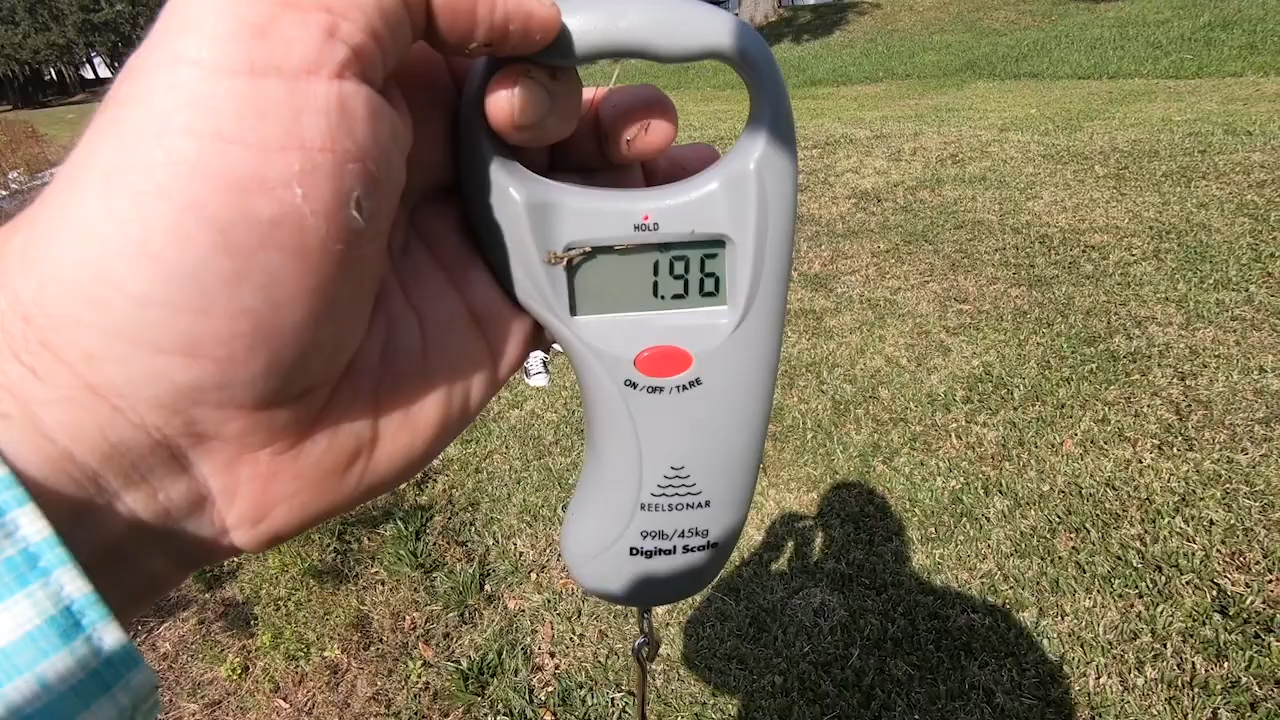 HOLD
1.96
ON / OFF / TARE
REELSONAR
99lb/45kg
Digital Scale